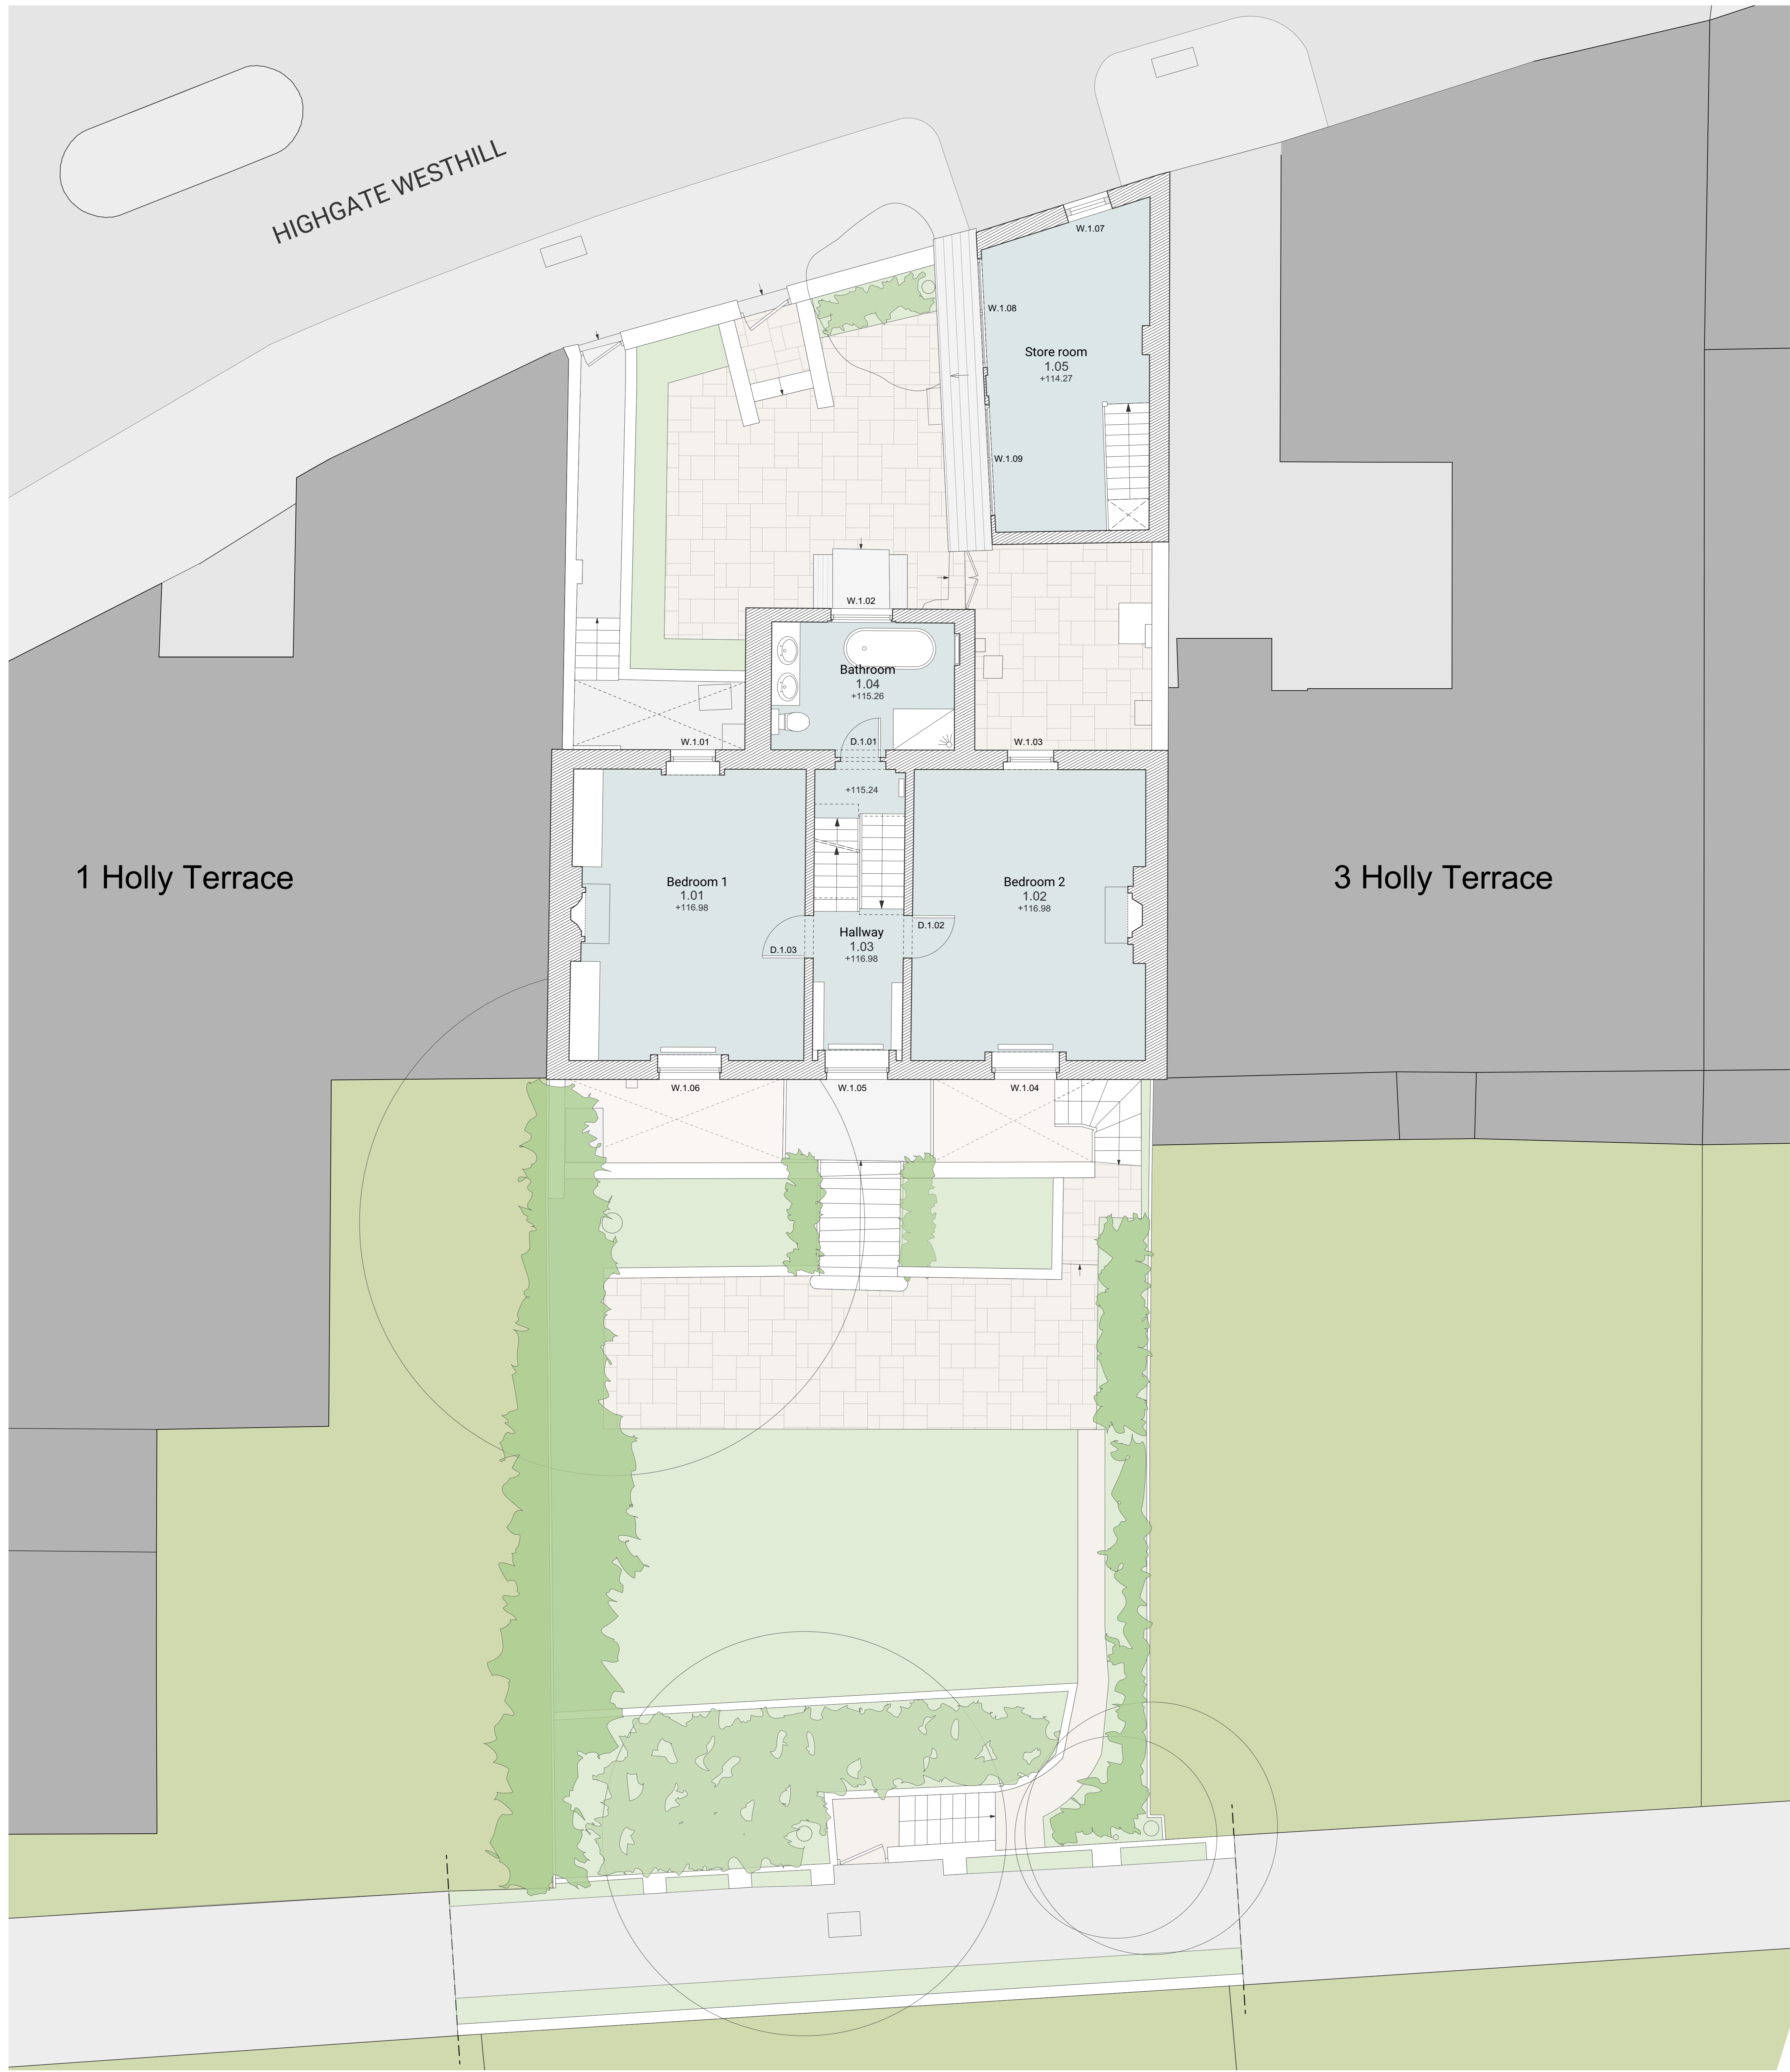 HIGHGATE WESTHILL
W.1.07
W.1.08
Store room
1.05
+114.27
W.1.09
W.1.02
Bathroom
1.04
+115.26
W.1.01
D.1.01
W.1.03
+115.24
1 Holly Terrace
Bedroom 1
1.01
+116.98
Bedroom 2
1.02
+116.98
3 Holly Terrace
D.1.03
Hallway
1.03
+116.98
D.1.02
W.1.06
W.1.05
W.1.04